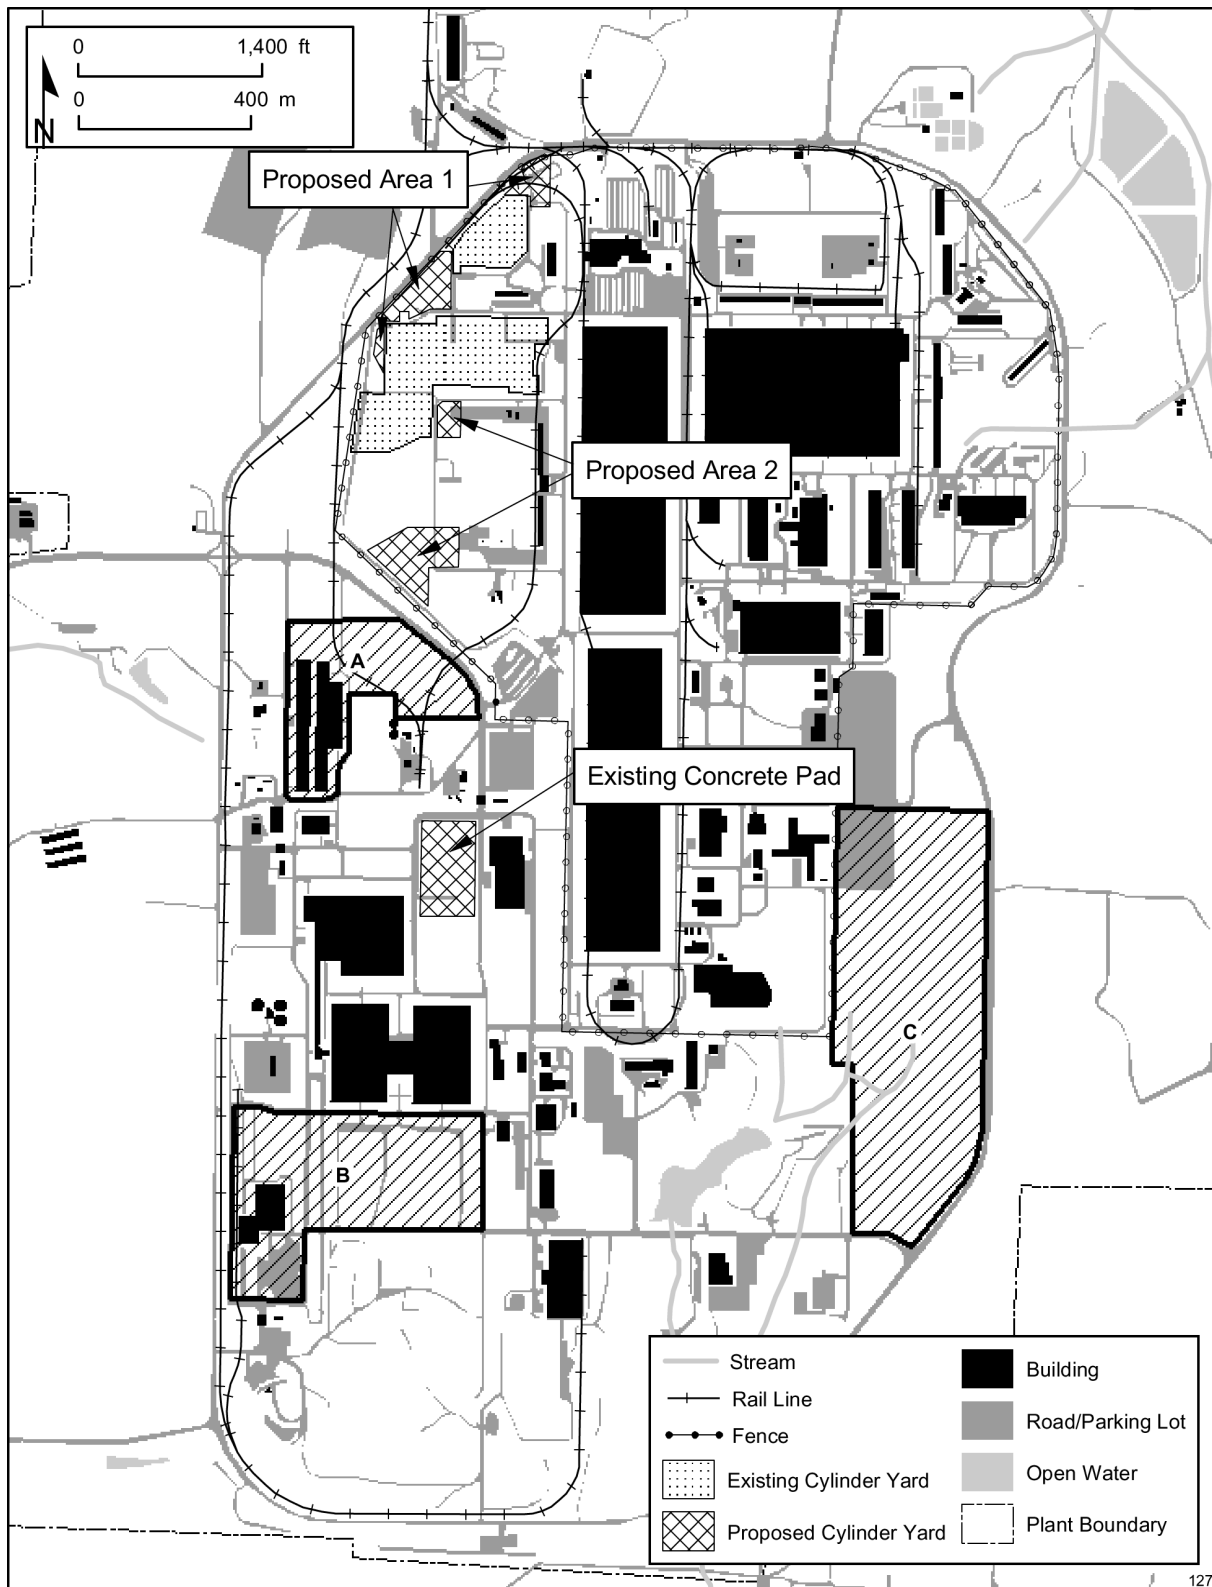 0 1,400 ft
0 400 m
N
Proposed Area 1
Proposed Area 2
A
Existing Concrete Pad
C
B
Stream
Rail Line
Fence
Existing Cylinder Yard
Proposed Cylinder Yard
Building
Road/Parking Lot
Open Water
Plant Boundary
127